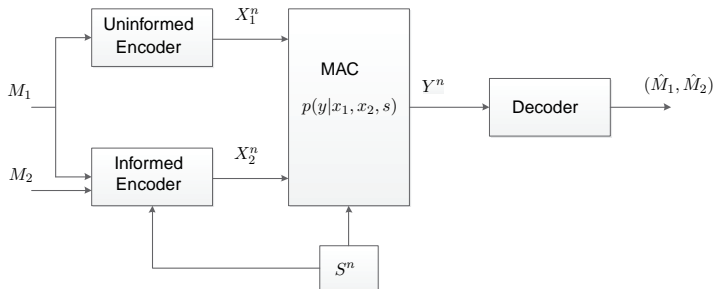 Uninformed
Encoder
$X_1^n$
MAC
$p(y|x_1, x_2, s)$
$Y^n$
Decoder
$(\hat{M}_1, \hat{M}_2)$
$M_1$
$M_2$
Informed
Encoder
$X_2^n$
$S^n$